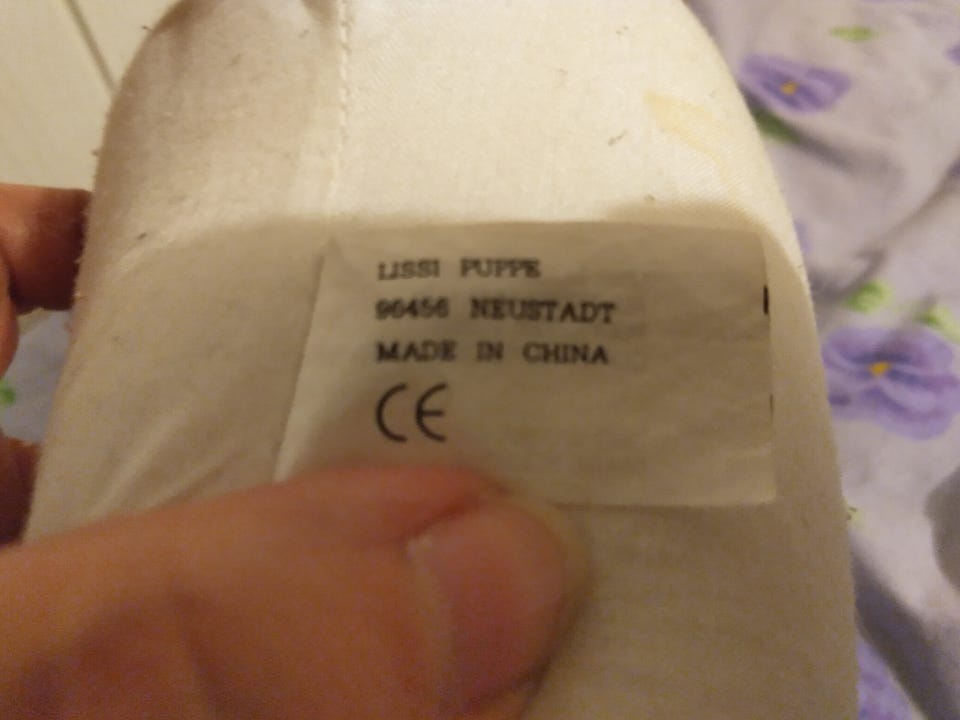 LISSI PUPPE
96456 NEUSTADT
MADE IN CHINA
CE